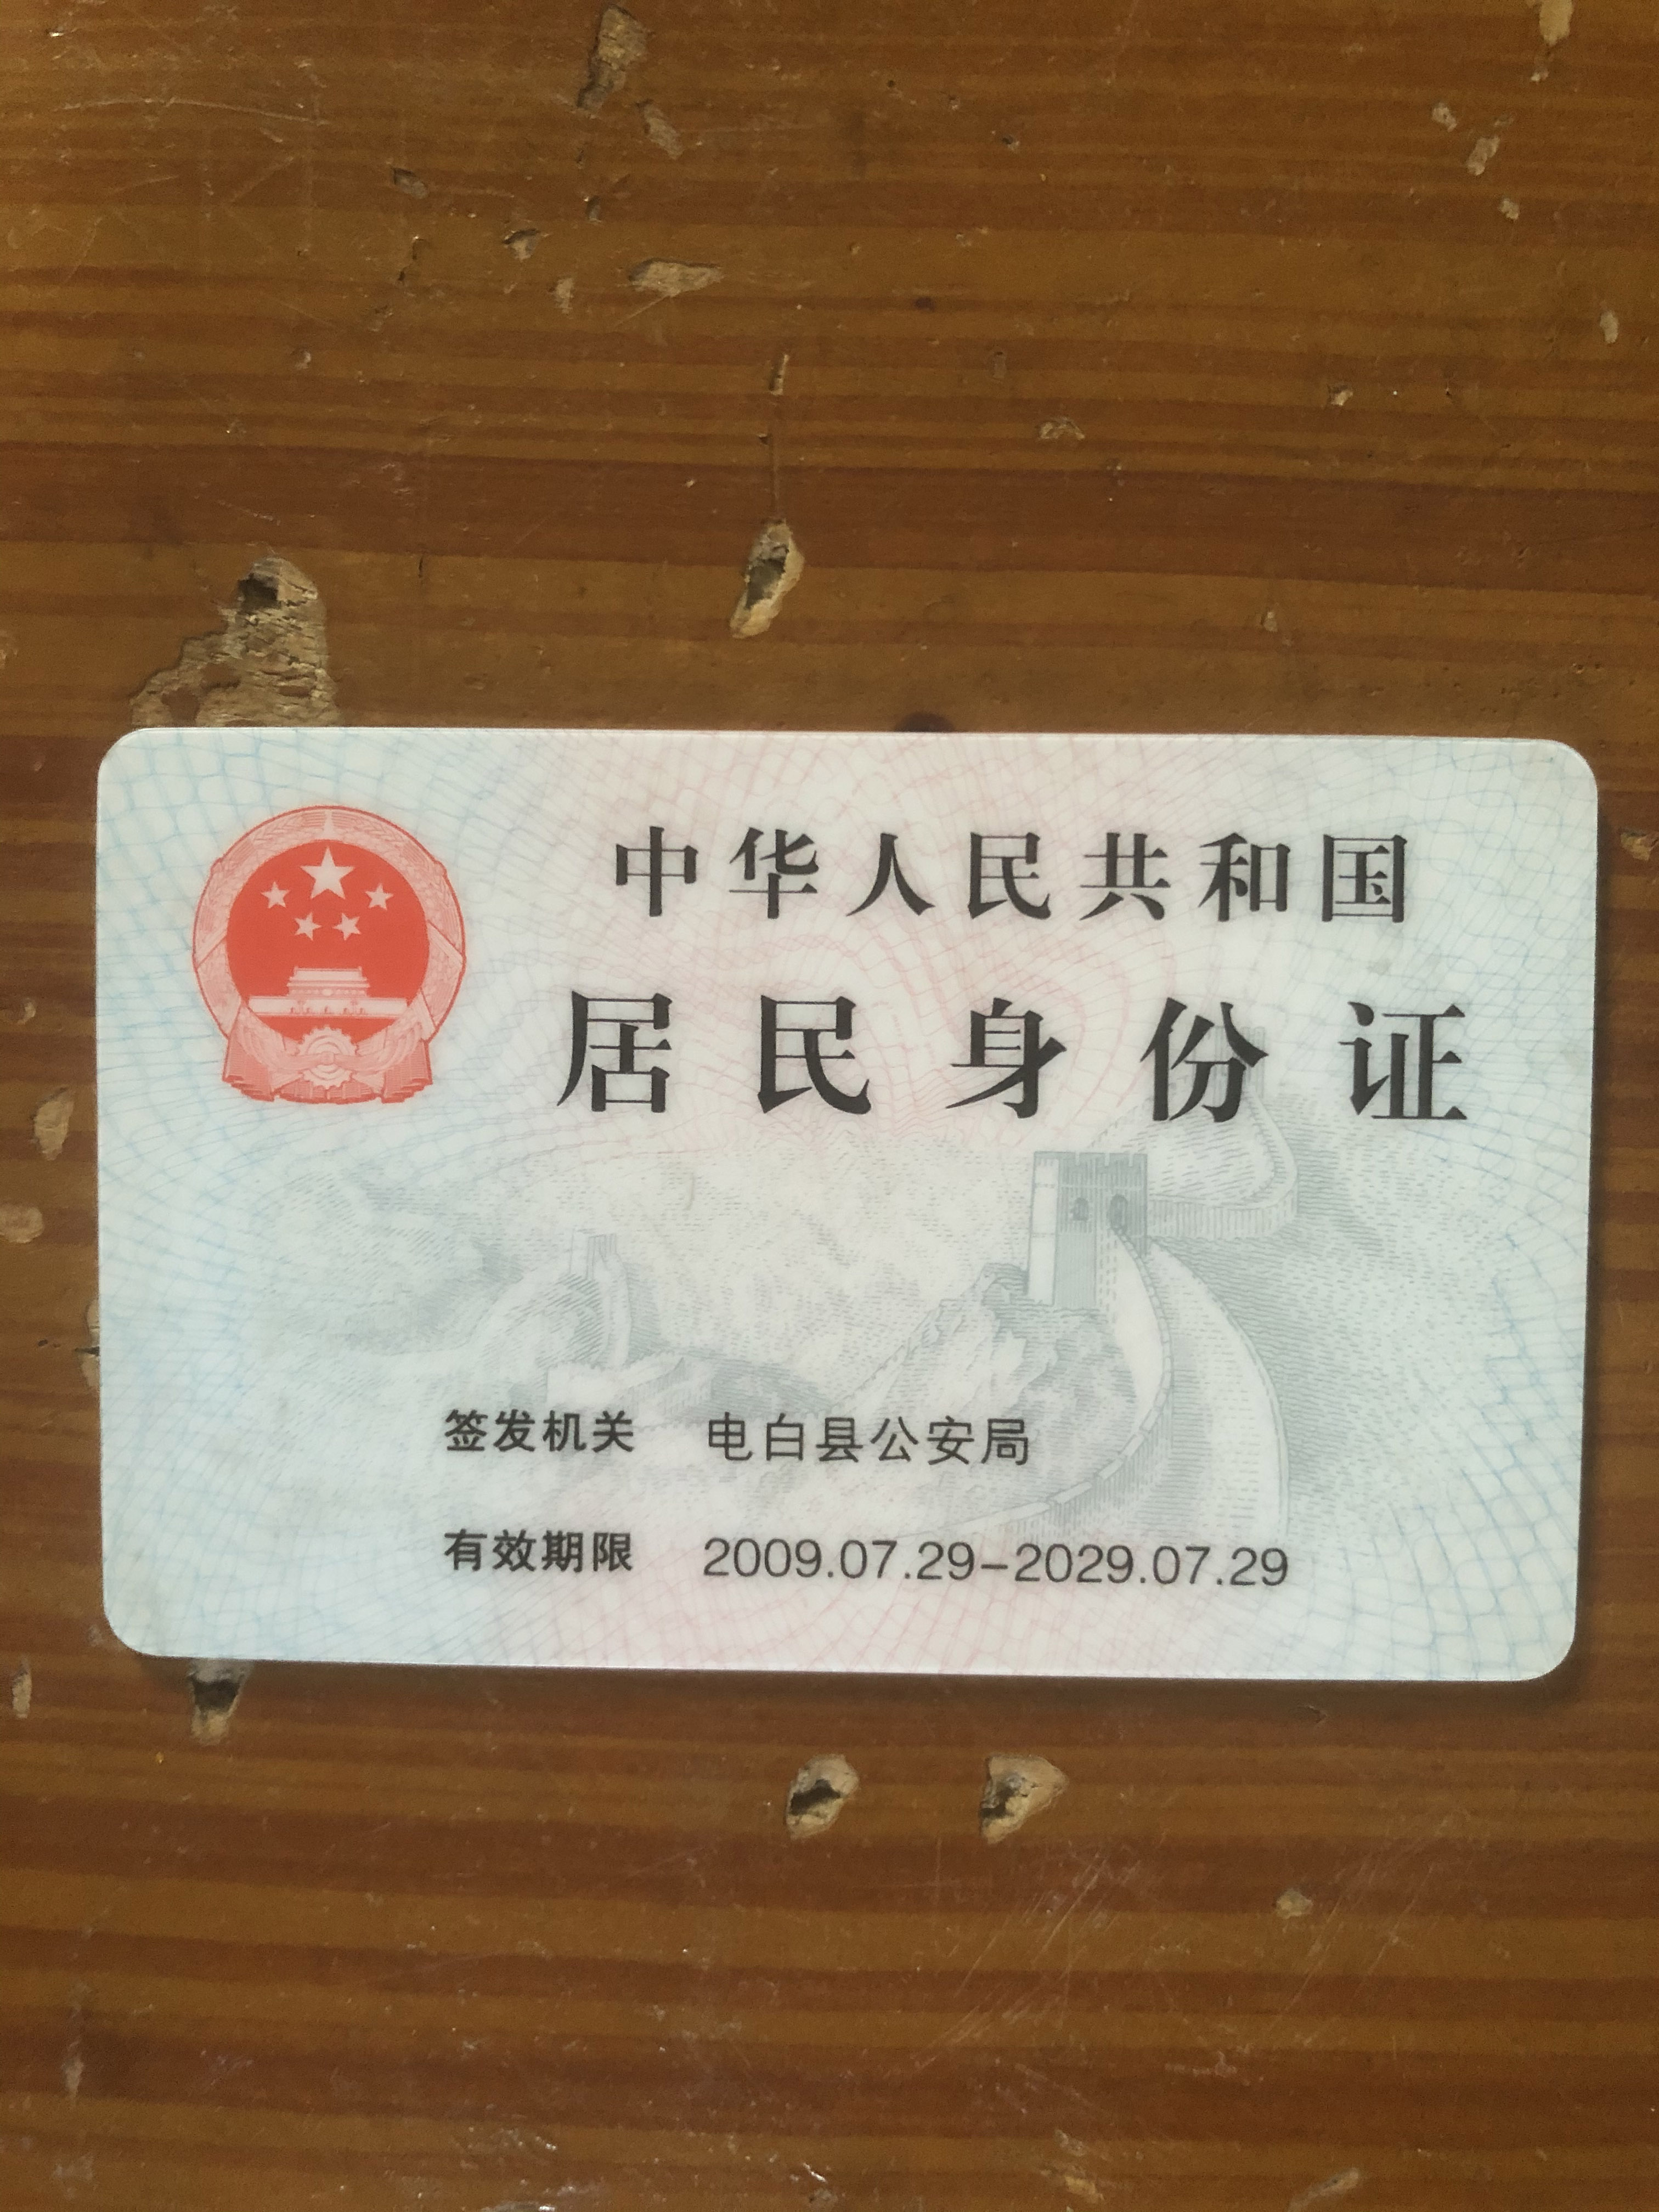 中华人民共和国
居民身份证
签发机关 电白县公安局
有效期限 2009.07.29-2029.07.29